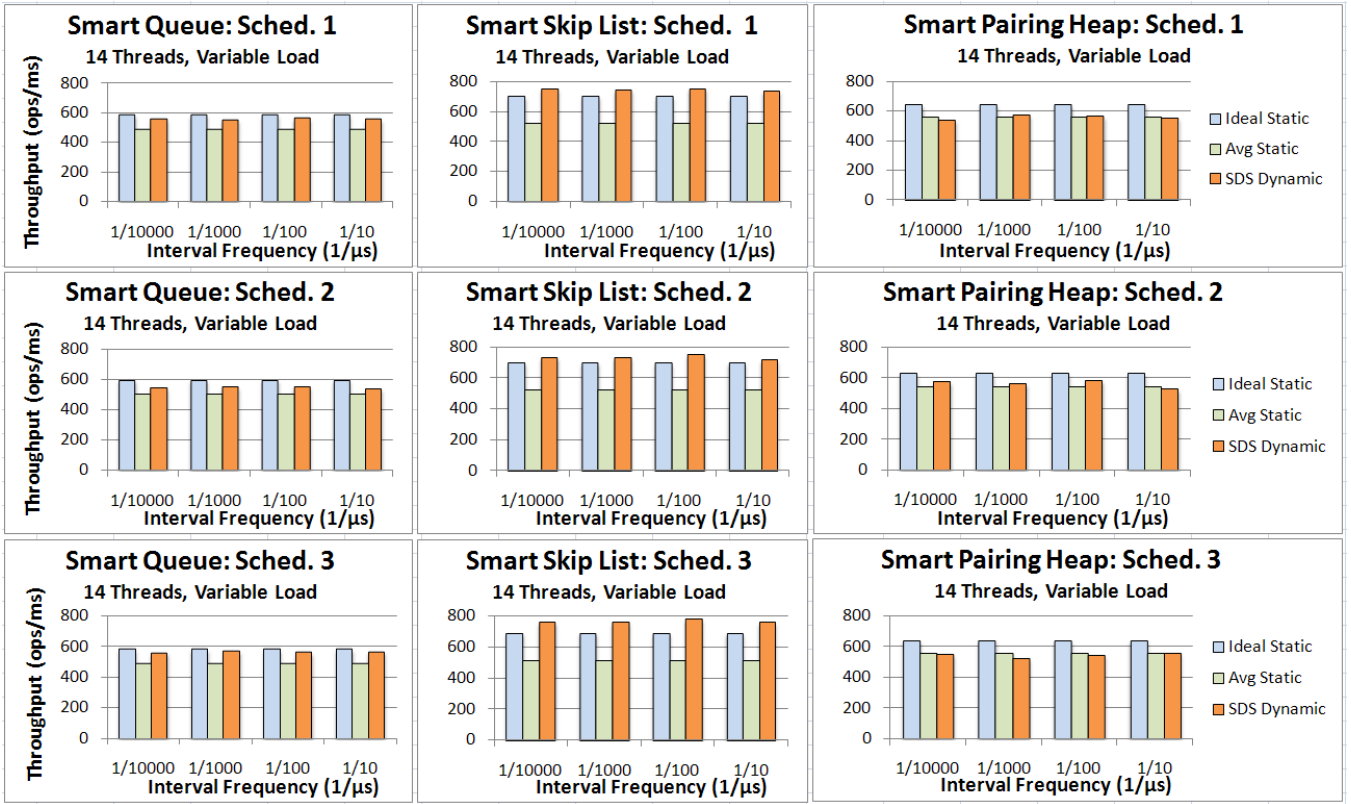 Smart Queue: Sched. 1
14 Threads, Variable Load
Throughput (ops/ms)
800
600
400
200
0
1/10000 1/1000 1/100 1/10
Interval Frequency (1/μs)
Smart Skip List: Sched. 1
14 Threads, Variable Load
800
600
400
200
0
1/10000 1/1000 1/100 1/10
Interval Frequency (1/μs)
Smart Pairing Heap: Sched. 1
14 Threads, Variable Load
800
600
400
200
0
1/10000 1/1000 1/100 1/10
Interval Frequency (1/μs)
Ideal Static
Avg Static
SDS Dynamic
Smart Queue: Sched. 2
14 Threads, Variable Load
Throughput (ops/ms)
800
600
400
200
0
1/10000 1/1000 1/100 1/10
Interval Frequency (1/μs)
Smart Skip List: Sched. 2
14 Threads, Variable Load
800
600
400
200
0
1/10000 1/1000 1/100 1/10
Interval Frequency (1/μs)
Smart Pairing Heap: Sched. 2
14 Threads, Variable Load
800
600
400
200
0
1/10000 1/1000 1/100 1/10
Interval Frequency (1/μs)
Ideal Static
Avg Static
SDS Dynamic
Smart Queue: Sched. 3
14 Threads, Variable Load
Throughput (ops/ms)
800
600
400
200
0
1/10000 1/1000 1/100 1/10
Interval Frequency (1/μs)
Smart Skip List: Sched. 3
14 Threads, Variable Load
800
600
400
200
0
1/10000 1/1000 1/100 1/10
Interval Frequency (1/μs)
Smart Pairing Heap: Sched. 3
14 Threads, Variable Load
800
600
400
200
0
1/10000 1/1000 1/100 1/10
Interval Frequency (1/μs)
Ideal Static
Avg Static
SDS Dynamic